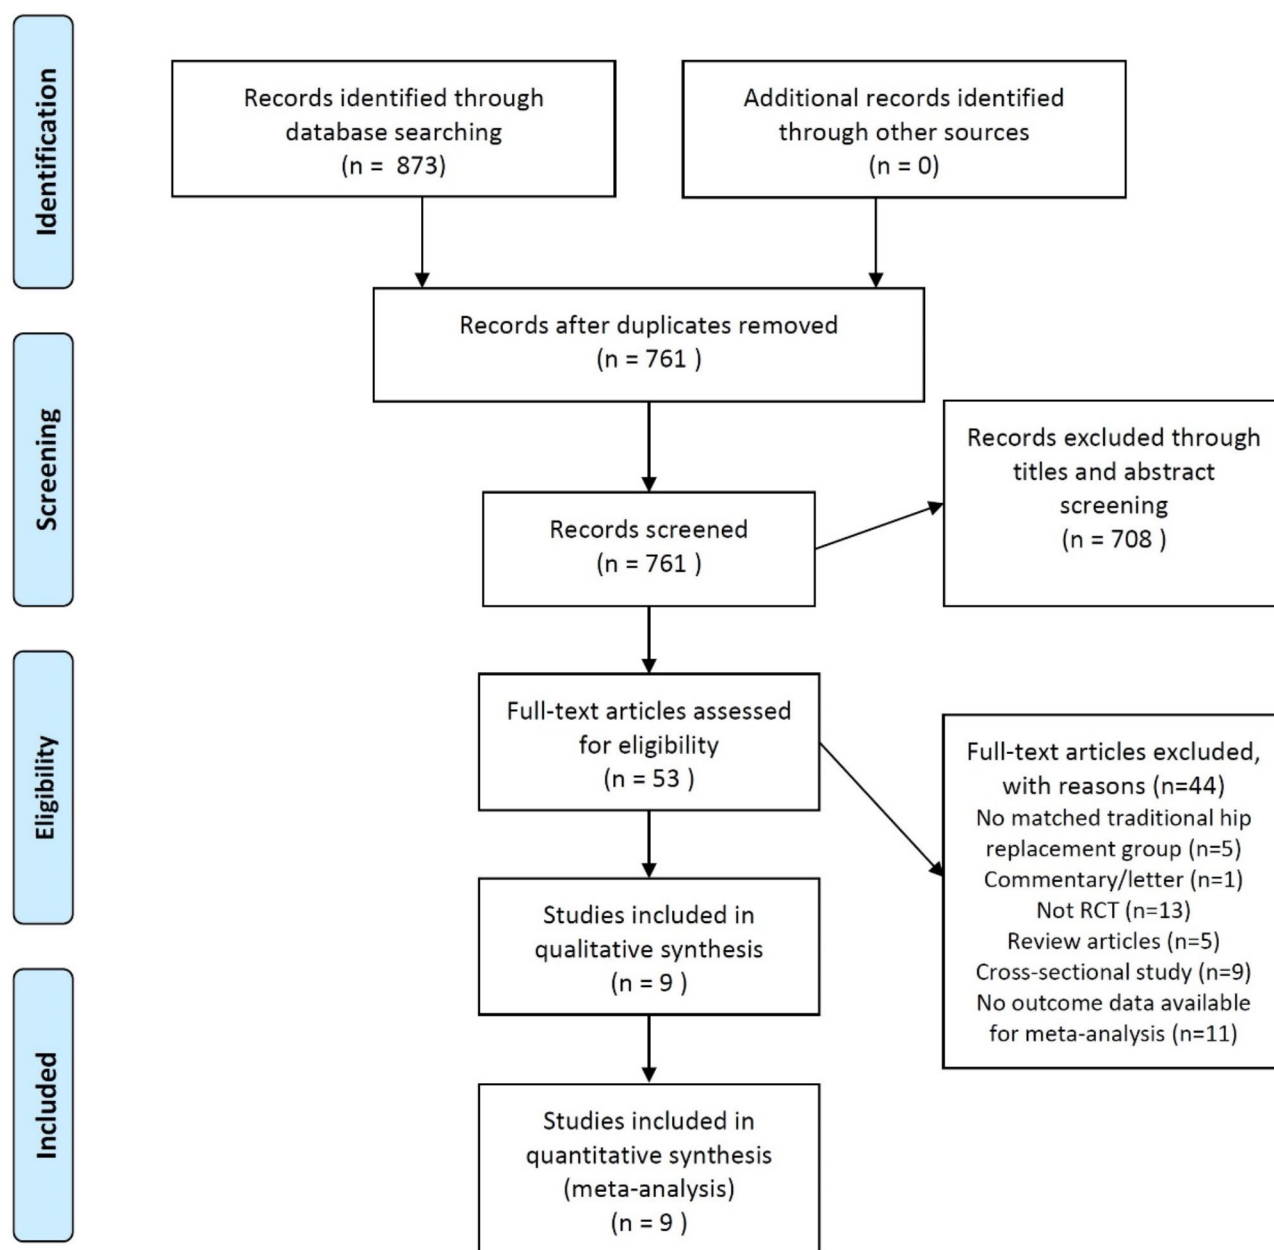 Identification
Records identified through
database searching
(n = 873)
Additional records identified
through other sources
(n = 0)
Records after duplicates removed
(n = 761 )
Screening
Records screened
(n = 761 )
Records excluded through
titles and abstract
screening
(n = 708 )
Eligibility
Full-text articles assessed
for eligibility
(n = 53 )
Full-text articles excluded,
with reasons (n=44)
No matched traditional hip
replacement group (n=5)
Commentary/letter (n=1)
Not RCT (n=13)
Review articles (n=5)
Cross-sectional study (n=9)
No outcome data available
for meta-analysis (n=11)
Studies included in
qualitative synthesis
(n = 9 )
Included
Studies included in
quantitative synthesis
(meta-analysis)
(n = 9 )